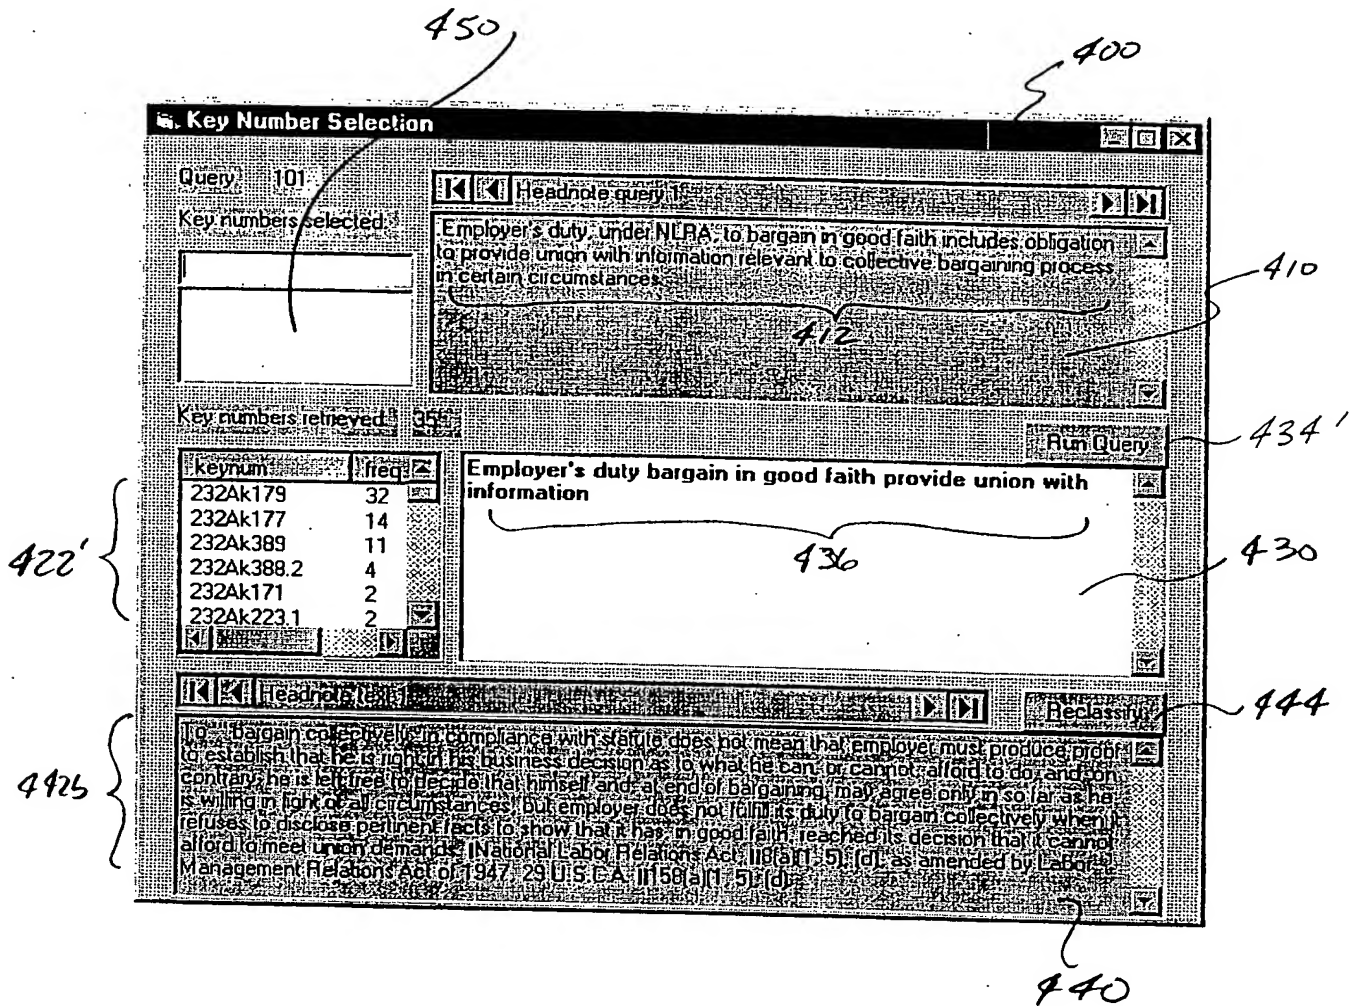 450
400
Key Number Selection
Query 101
Headnote query 1
Key numbers selected:
Employer's duty, under NLRA, to bargain in good faith includes obligation
to provide union with information relevant to collective bargaining process
in certain circumstances.
410
412
Key numbers retrieved: 35
Run Query
434'
keynum freq
Employer's duty bargain in good faith provide union with
information
232Ak179 32
232Ak177 14
232Ak389 11
232Ak388.2 4
232Ak171 2
232Ak223.1 2
422'
436
430
Headnote text 1
Reclassify
444
To bargain collectively, in compliance with statute does not mean that employer must produce proof
to establish that he is right in his business decision as to what he can, or cannot, afford to do, and, on
contrary, he is left free to decide that himself and, at end of bargaining, may agree only in so far as he
is willing in light of all circumstances, but employer does not fulfill its duty to bargain collectively when it
refuses to disclose pertinent facts to show that it has, in good faith, reached its decision that it cannot
afford to meet union demands. National Labor Relations Act, as amended by Labor
Management Relations Act of 1947, 29 U.S.C.A.
442b
440